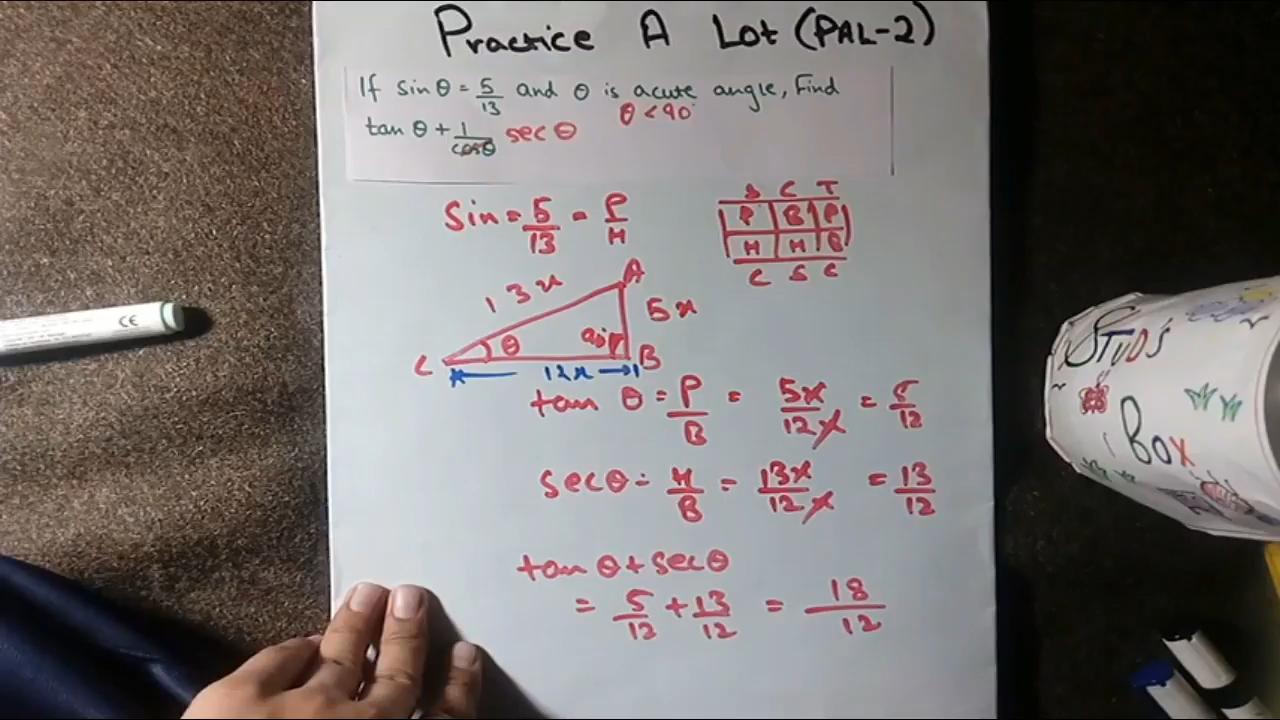 Practice A Lot (PAL-2)
If sin θ = 5/13 and θ is acute angle, Find
θ < 90°
tan θ + 1/cosθ sec θ
Sin = 5/13 = P/H
S C T
P B P
H H B
C S C
A
13x
5x
θ
90°
C
B
12x
tan θ = P/B = 5x/12x = 5/12
sec θ = H/B = 13x/12x = 13/12
tan θ + sec θ
= 5/12 + 13/12 = 18/12
CE
STUD'S
BOX